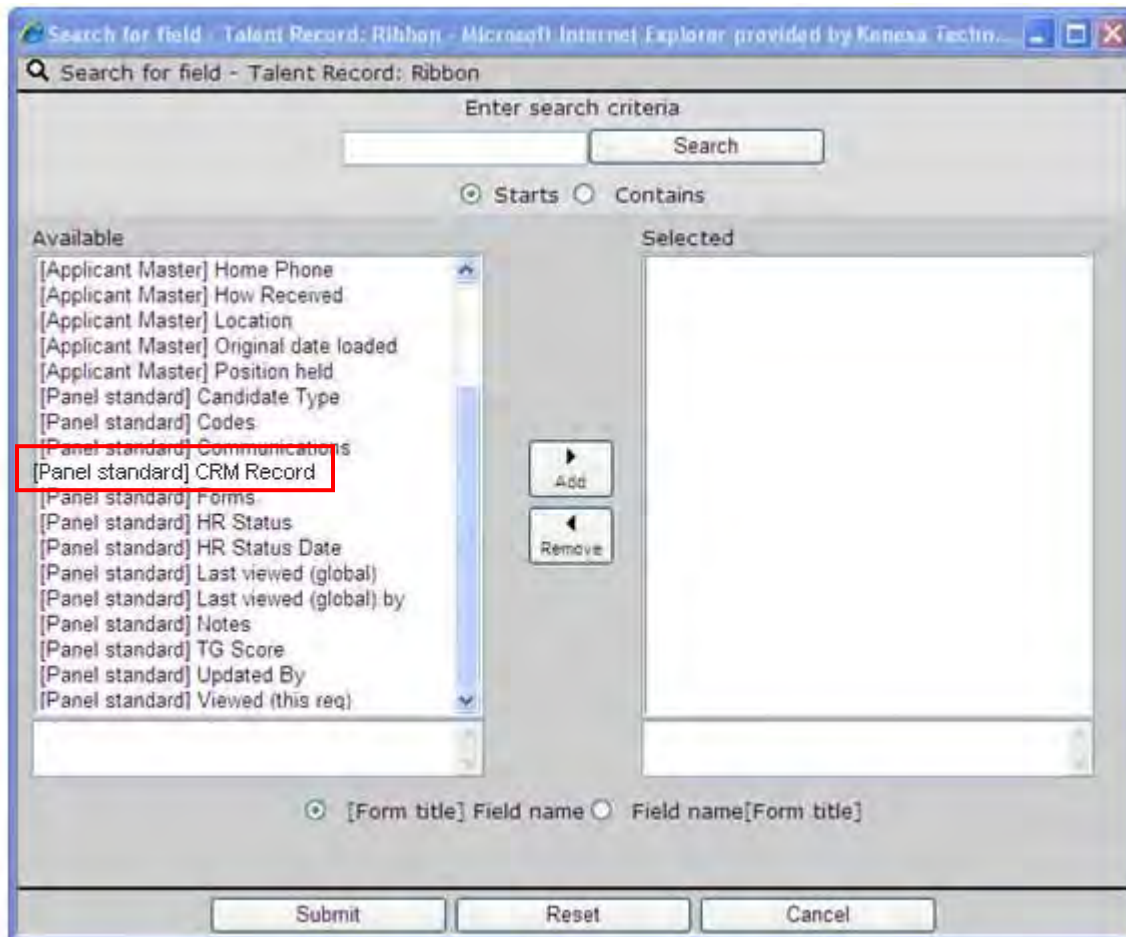 Search for field - Talent Record: Ribbon - Microsoft Internet Explorer provided by Kenexa Techn...
Search for field - Talent Record: Ribbon
Enter search criteria
Search
Starts Contains
Available Selected
[Applicant Master] Home Phone
[Applicant Master] How Received
[Applicant Master] Location
[Applicant Master] Original date loaded
[Applicant Master] Position held
[Panel standard] Candidate Type
[Panel standard] Codes
[Panel standard] Communications
[Panel standard] CRM Record
[Panel standard] Forms
[Panel standard] HR Status
[Panel standard] HR Status Date
[Panel standard] Last viewed (global)
[Panel standard] Last viewed (global) by
[Panel standard] Notes
[Panel standard] TG Score
[Panel standard] Updated By
[Panel standard] Viewed (this req)
Add
Remove
[Form title] Field name Field name[Form title]
Submit Reset Cancel